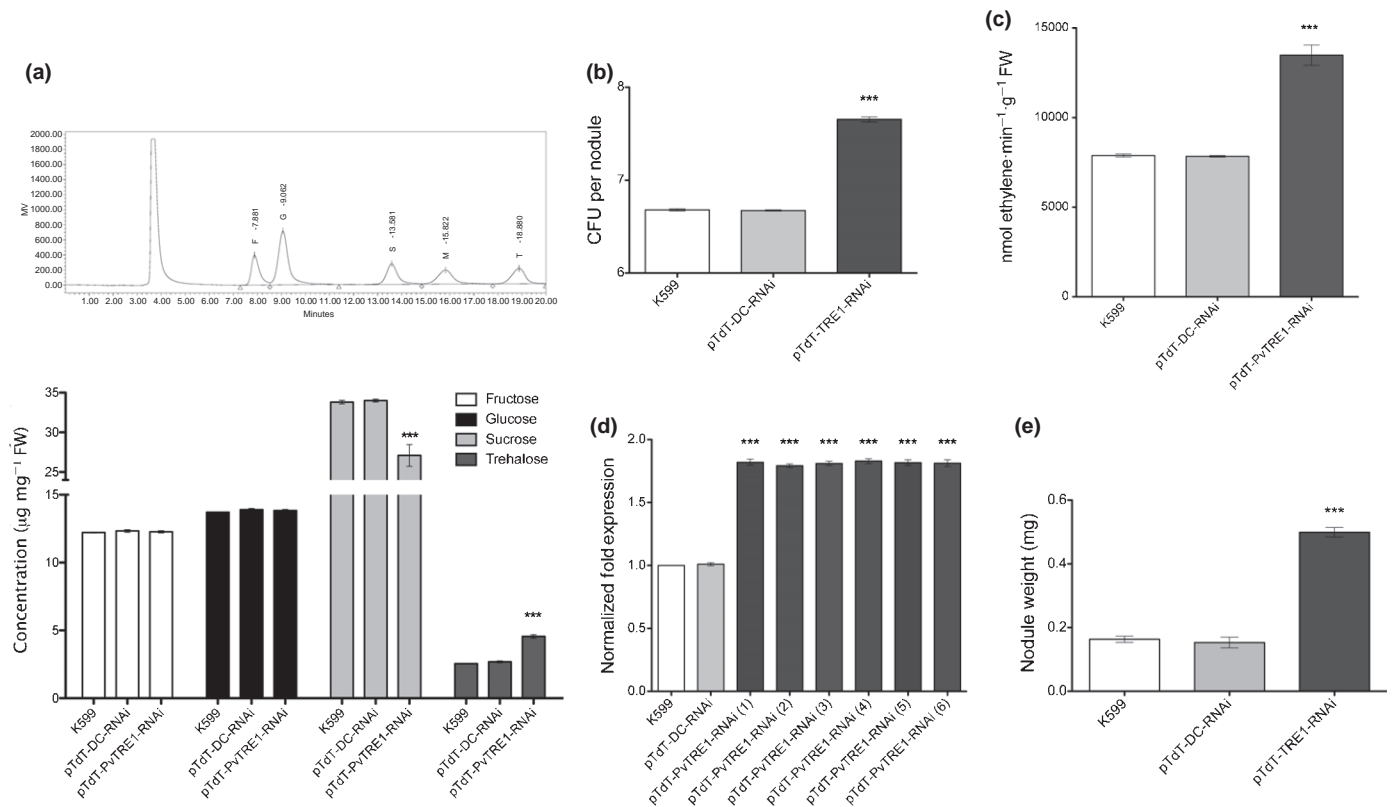 (a)
2000.00
1800.00
1600.00
1400.00
1200.00
1000.00
800.00
600.00
400.00
200.00
0.00
MV
F -7.881
G -9.062
S -13.581
M -15.822
T -18.880
1.00 2.00 3.00 4.00 5.00 6.00 7.00 8.00 9.00 10.00 11.00 12.00 13.00 14.00 15.00 16.00 17.00 18.00 19.00 20.00
Minutes
35
30
25
15
10
5
0
Concentration (µg mg−1 FW)
***
***
Fructose
Glucose
Sucrose
Trehalose
K599
pTdT-DC-RNAi
pTdT-PvTRE1-RNAi
K599
pTdT-DC-RNAi
pTdT-PvTRE1-RNAi
K599
pTdT-DC-RNAi
pTdT-PvTRE1-RNAi
K599
pTdT-DC-RNAi
pTdT-PvTRE1-RNAi
(b)
8
7
6
CFU per nodule
***
K599
pTdT-DC-RNAi
pTdT-TRE1-RNAi
(c)
15000
10000
5000
0
nmol ethylene·min−1·g−1 FW
***
K599
pTdT-DC-RNAi
pTdT-PvTRE1-RNAi
(d)
2.0
1.5
1.0
0.5
0.0
Normalized fold expression
*** *** *** *** *** ***
K599
pTdT-DC-RNAi
pTdT-PvTRE1-RNAi (1)
pTdT-PvTRE1-RNAi (2)
pTdT-PvTRE1-RNAi (3)
pTdT-PvTRE1-RNAi (4)
pTdT-PvTRE1-RNAi (5)
pTdT-PvTRE1-RNAi (6)
(e)
0.6
0.4
0.2
0.0
Nodule weight (mg)
***
K599
pTdT-DC-RNAi
pTdT-TRE1-RNAi